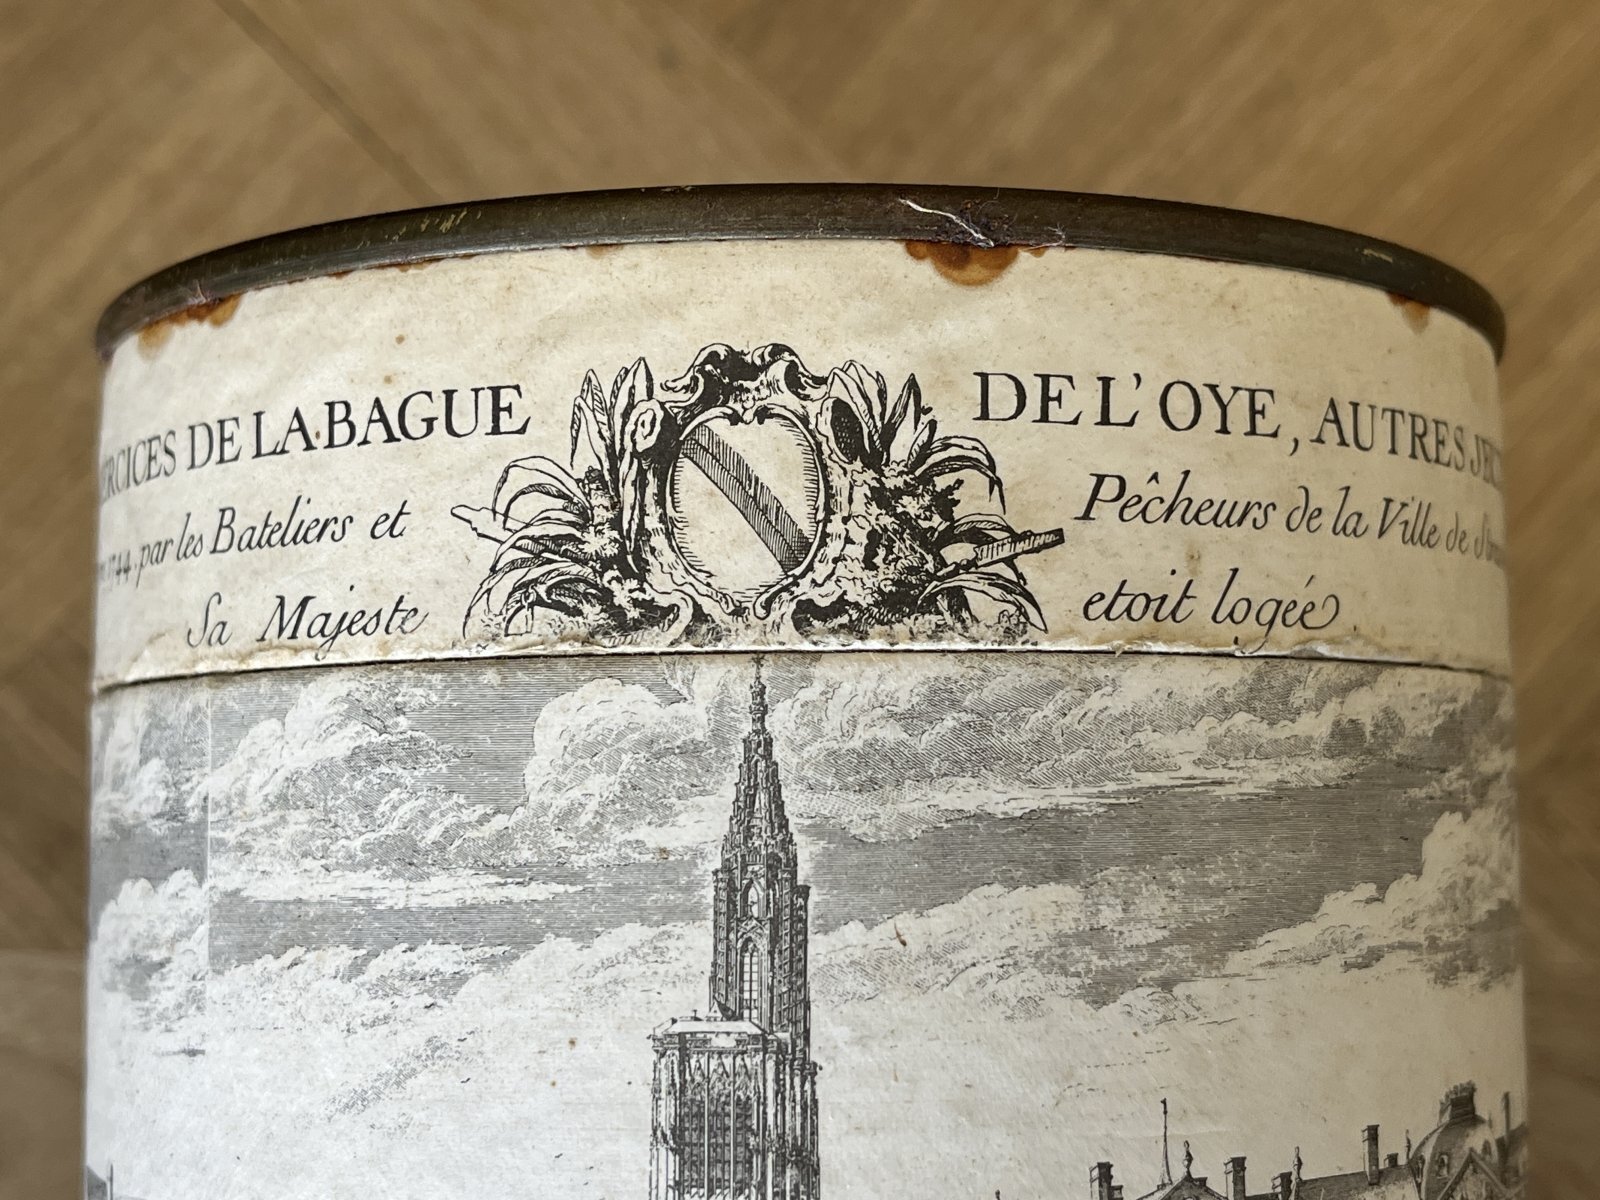 ERCICES DE LA BAGUE DE L'OYE, AUTRES JE
1744. par les Bateliers et Pêcheurs de la Ville de
Sa Majeste etoit logée.